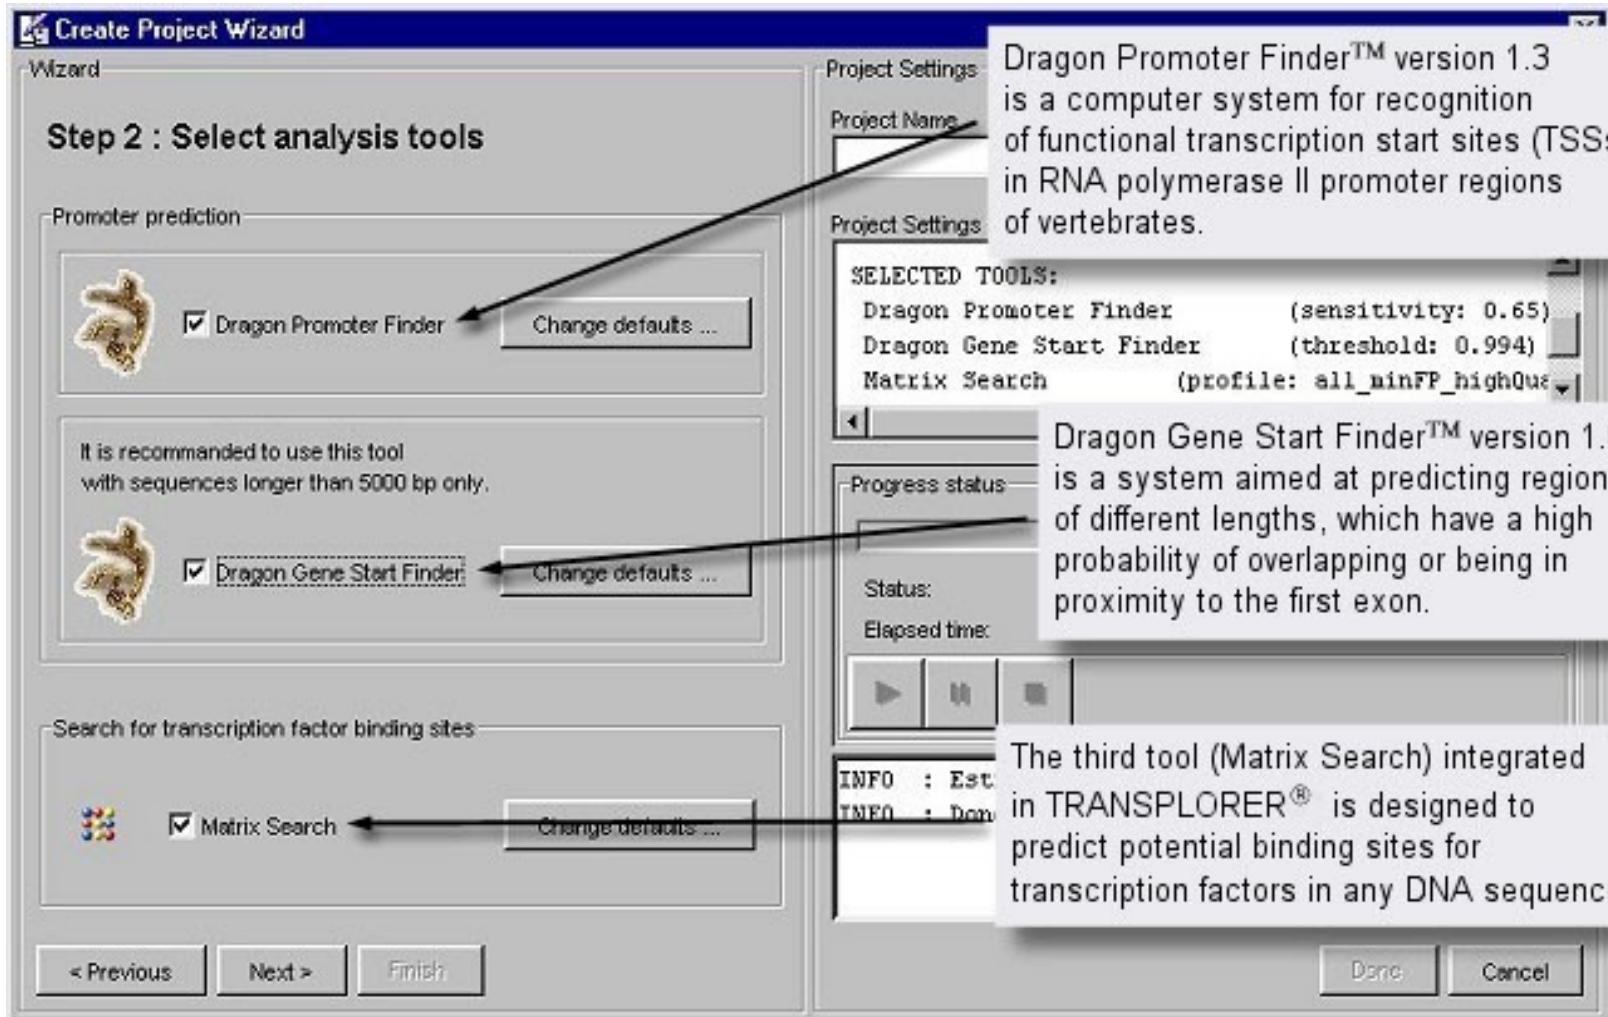 Create Project Wizard
Wizard
Step 2 : Select analysis tools
Promoter prediction
Dragon Promoter Finder
Change defaults ...
It is recommanded to use this tool
with sequences longer than 5000 bp only.
Dragon Gene Start Finder
Change defaults ...
Search for transcription factor binding sites
Matrix Search
Change defaults ...
< Previous
Next >
Finish
Project Settings
Project Name
Project Settings
SELECTED TOOLS:
Dragon Promoter Finder (sensitivity: 0.65)
Dragon Gene Start Finder (threshold: 0.994)
Matrix Search (profile: all_minFP_highQua
Progress status
Status:
Elapsed time:
INFO : Est
INFO : Don
Done
Cancel
Dragon Promoter Finder™ version 1.3
is a computer system for recognition
of functional transcription start sites (TSSs
in RNA polymerase II promoter regions
of vertebrates.
Dragon Gene Start Finder™ version 1.
is a system aimed at predicting region
of different lengths, which have a high
probability of overlapping or being in
proximity to the first exon.
The third tool (Matrix Search) integrated
in TRANSPLORER® is designed to
predict potential binding sites for
transcription factors in any DNA sequenc